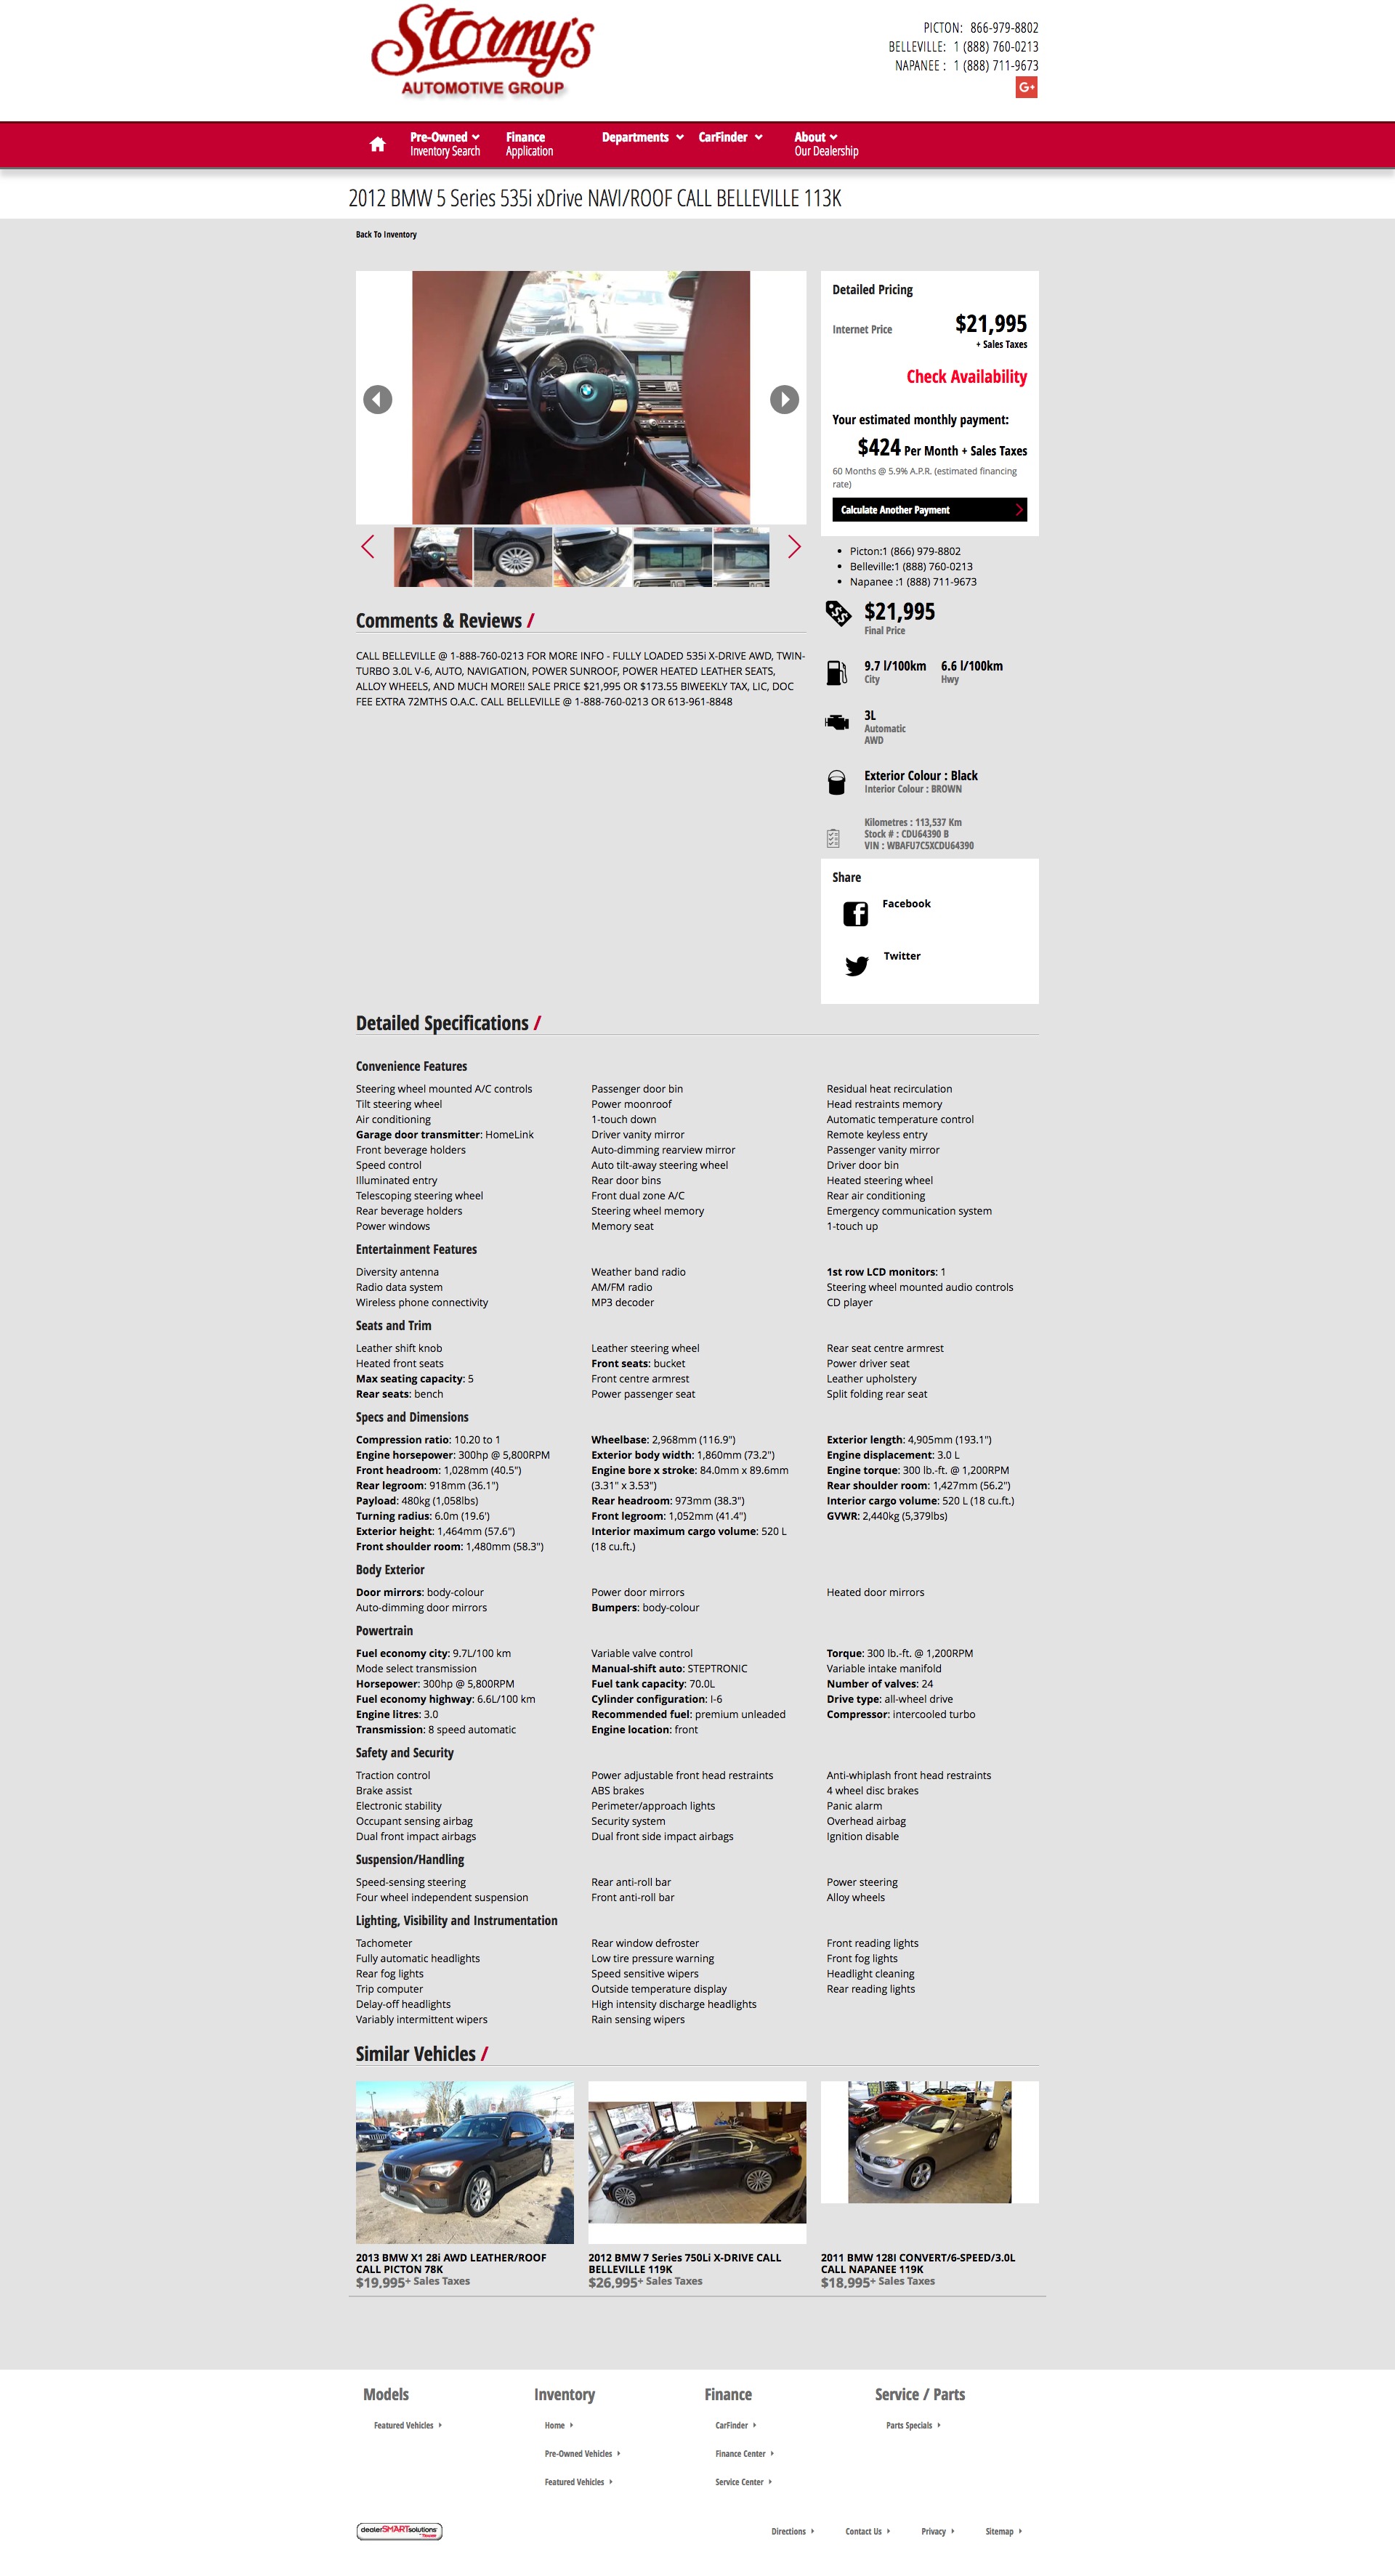 Stormy's
AUTOMOTIVE GROUP
PICTON: 866-979-8802
BELLEVILLE: 1 (888) 760-0213
NAPANEE : 1 (888) 711-9673
G+
Pre-Owned
Inventory Search
Finance
Application
Departments
CarFinder
About
Our Dealership
2012 BMW 5 Series 535i xDrive NAVI/ROOF CALL BELLEVILLE 113K
Back To Inventory
Detailed Pricing
Internet Price $21,995
+ Sales Taxes
Check Availability
Your estimated monthly payment:
$424 Per Month + Sales Taxes
60 Months @ 5.9% A.P.R. (estimated financing
rate)
Calculate Another Payment
Picton:1 (866) 979-8802
Belleville:1 (888) 760-0213
Napanee :1 (888) 711-9673
$21,995
Final Price
9.7 l/100km 6.6 l/100km
City Hwy
3L
Automatic
AWD
Exterior Colour : Black
Interior Colour : BROWN
Kilometres : 113,537 Km
Stock # : CDU64390 B
VIN : WBAFU7C5XCDU64390
Share
Facebook
Twitter
Comments & Reviews /
CALL BELLEVILLE @ 1-888-760-0213 FOR MORE INFO - FULLY LOADED 535i X-DRIVE AWD, TWIN-
TURBO 3.0L V-6, AUTO, NAVIGATION, POWER SUNROOF, POWER HEATED LEATHER SEATS,
ALLOY WHEELS, AND MUCH MORE!! SALE PRICE $21,995 OR $173.55 BIWEEKLY TAX, LIC, DOC
FEE EXTRA 72MTHS O.A.C. CALL BELLEVILLE @ 1-888-760-0213 OR 613-961-8848
Detailed Specifications /
Convenience Features
Steering wheel mounted A/C controls
Tilt steering wheel
Air conditioning
Garage door transmitter: HomeLink
Front beverage holders
Speed control
Illuminated entry
Telescoping steering wheel
Rear beverage holders
Power windows
Passenger door bin
Power moonroof
1-touch down
Driver vanity mirror
Auto-dimming rearview mirror
Auto tilt-away steering wheel
Rear door bins
Front dual zone A/C
Steering wheel memory
Memory seat
Residual heat recirculation
Head restraints memory
Automatic temperature control
Remote keyless entry
Passenger vanity mirror
Driver door bin
Heated steering wheel
Rear air conditioning
Emergency communication system
1-touch up
Entertainment Features
Diversity antenna
Radio data system
Wireless phone connectivity
Weather band radio
AM/FM radio
MP3 decoder
1st row LCD monitors: 1
Steering wheel mounted audio controls
CD player
Seats and Trim
Leather shift knob
Heated front seats
Max seating capacity: 5
Rear seats: bench
Leather steering wheel
Front seats: bucket
Front centre armrest
Power passenger seat
Rear seat centre armrest
Power driver seat
Leather upholstery
Split folding rear seat
Specs and Dimensions
Compression ratio: 10.20 to 1
Engine horsepower: 300hp @ 5,800RPM
Front headroom: 1,028mm (40.5")
Rear legroom: 918mm (36.1")
Payload: 480kg (1,058lbs)
Turning radius: 6.0m (19.6')
Exterior height: 1,464mm (57.6")
Front shoulder room: 1,480mm (58.3")
Wheelbase: 2,968mm (116.9")
Exterior body width: 1,860mm (73.2")
Engine bore x stroke: 84.0mm x 89.6mm
(3.31" x 3.53")
Rear headroom: 973mm (38.3")
Front legroom: 1,052mm (41.4")
Interior maximum cargo volume: 520 L
(18 cu.ft.)
Exterior length: 4,905mm (193.1")
Engine displacement: 3.0 L
Engine torque: 300 lb.-ft. @ 1,200RPM
Rear shoulder room: 1,427mm (56.2")
Interior cargo volume: 520 L (18 cu.ft.)
GVWR: 2,440kg (5,379lbs)
Body Exterior
Door mirrors: body-colour
Auto-dimming door mirrors
Power door mirrors
Bumpers: body-colour
Heated door mirrors
Powertrain
Fuel economy city: 9.7L/100 km
Mode select transmission
Horsepower: 300hp @ 5,800RPM
Fuel economy highway: 6.6L/100 km
Engine litres: 3.0
Transmission: 8 speed automatic
Variable valve control
Manual-shift auto: STEPTRONIC
Fuel tank capacity: 70.0L
Cylinder configuration: I-6
Recommended fuel: premium unleaded
Engine location: front
Torque: 300 lb.-ft. @ 1,200RPM
Variable intake manifold
Number of valves: 24
Drive type: all-wheel drive
Compressor: intercooled turbo
Safety and Security
Traction control
Brake assist
Electronic stability
Occupant sensing airbag
Dual front impact airbags
Power adjustable front head restraints
ABS brakes
Perimeter/approach lights
Security system
Dual front side impact airbags
Anti-whiplash front head restraints
4 wheel disc brakes
Panic alarm
Overhead airbag
Ignition disable
Suspension/Handling
Speed-sensing steering
Four wheel independent suspension
Rear anti-roll bar
Front anti-roll bar
Power steering
Alloy wheels
Lighting, Visibility and Instrumentation
Tachometer
Fully automatic headlights
Rear fog lights
Trip computer
Delay-off headlights
Variably intermittent wipers
Rear window defroster
Low tire pressure warning
Speed sensitive wipers
Outside temperature display
High intensity discharge headlights
Rain sensing wipers
Front reading lights
Front fog lights
Headlight cleaning
Rear reading lights
Similar Vehicles /
2013 BMW X1 28i AWD LEATHER/ROOF
CALL PICTON 78K
$19,995+ Sales Taxes
2012 BMW 7 Series 750Li X-DRIVE CALL
BELLEVILLE 119K
$26,995+ Sales Taxes
2011 BMW 128I CONVERT/6-SPEED/3.0L
CALL NAPANEE 119K
$18,995+ Sales Taxes
Models
Featured Vehicles
Inventory
Home
Pre-Owned Vehicles
Featured Vehicles
Finance
CarFinder
Finance Center
Service Center
Service / Parts
Parts Specials
dealerSMARTsolutions
Directions
Contact Us
Privacy
Sitemap